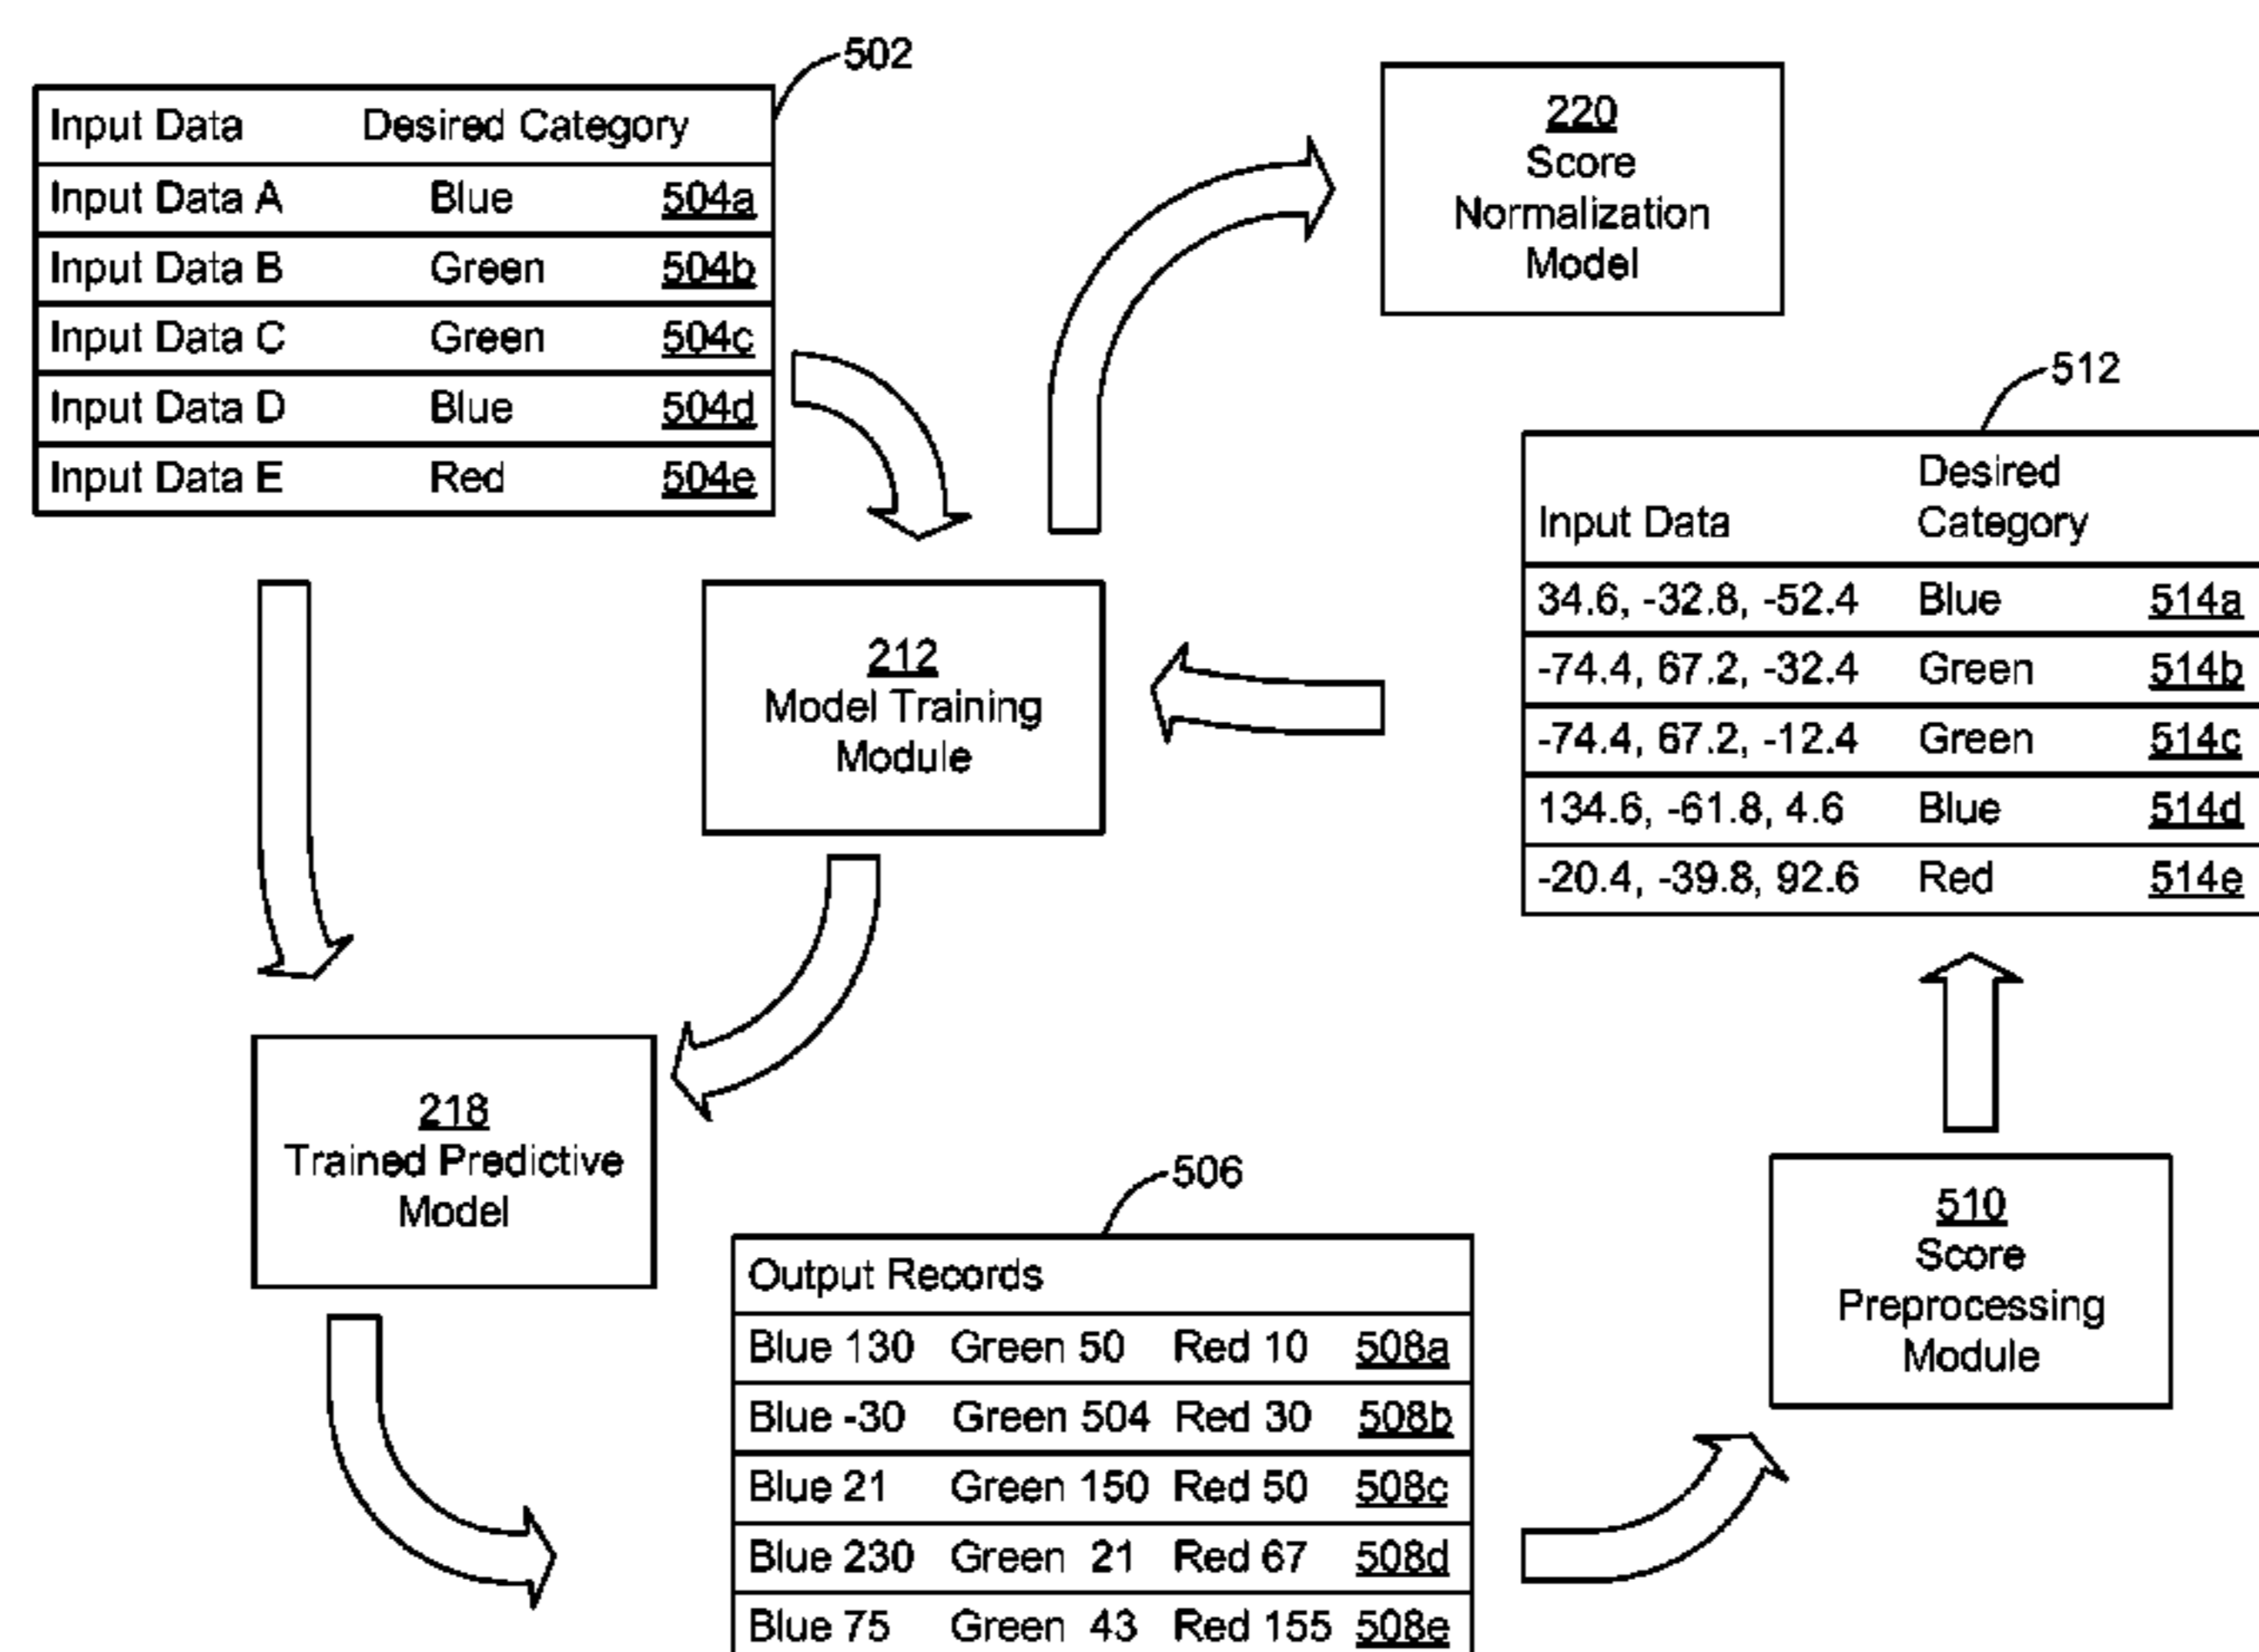 502
Input Data Desired Category
Input Data A Blue 504a
Input Data B Green 504b
Input Data C Green 504c
Input Data D Blue 504d
Input Data E Red 504e
220
Score
Normalization
Model
512
Desired
Input Data Category
34.6, -32.8, -52.4 Blue 514a
-74.4, 67.2, -32.4 Green 514b
-74.4, 67.2, -12.4 Green 514c
134.6, -61.8, 4.6 Blue 514d
-20.4, -39.8, 92.6 Red 514e
212
Model Training
Module
218
Trained Predictive
Model
506
Output Records
Blue 130 Green 50 Red 10 508a
Blue -30 Green 504 Red 30 508b
Blue 21 Green 150 Red 50 508c
Blue 230 Green 21 Red 67 508d
Blue 75 Green 43 Red 155 508e
510
Score
Preprocessing
Module